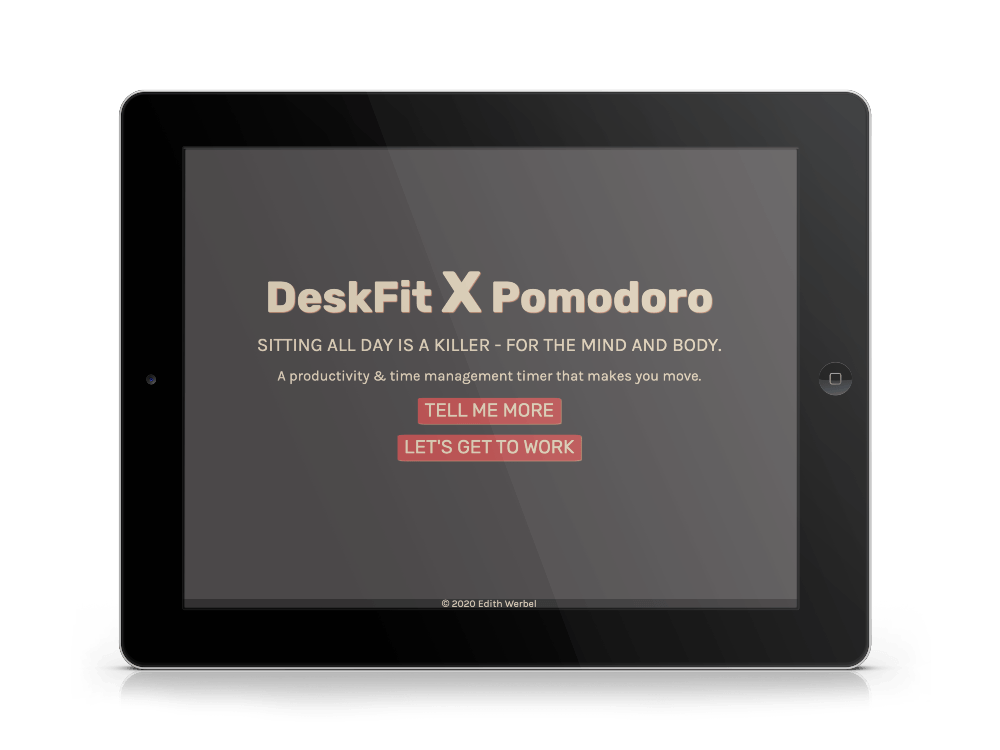 DeskFit X Pomodoro
SITTING ALL DAY IS A KILLER - FOR THE MIND AND BODY.
A productivity & time management timer that makes you move.
TELL ME MORE
LET'S GET TO WORK
© 2020 Edith Werbel